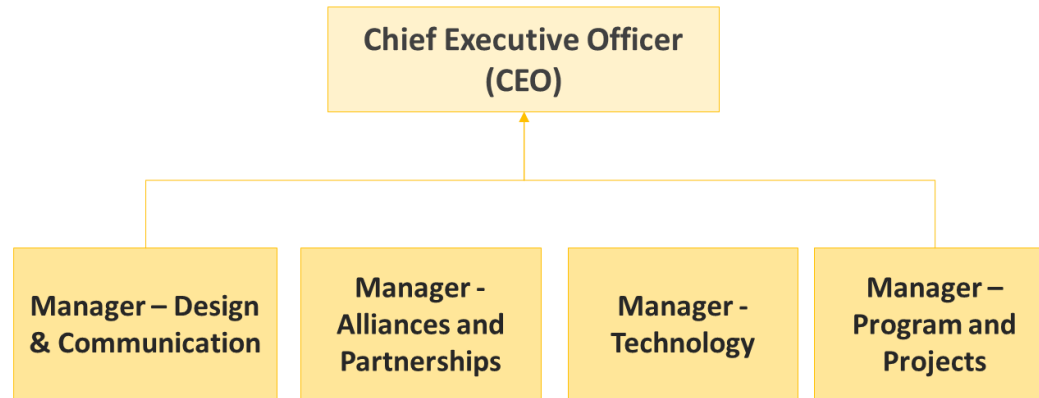 Chief Executive Officer
(CEO)
Manager – Design
& Communication
Manager -
Alliances and
Partnerships
Manager -
Technology
Manager –
Program and
Projects